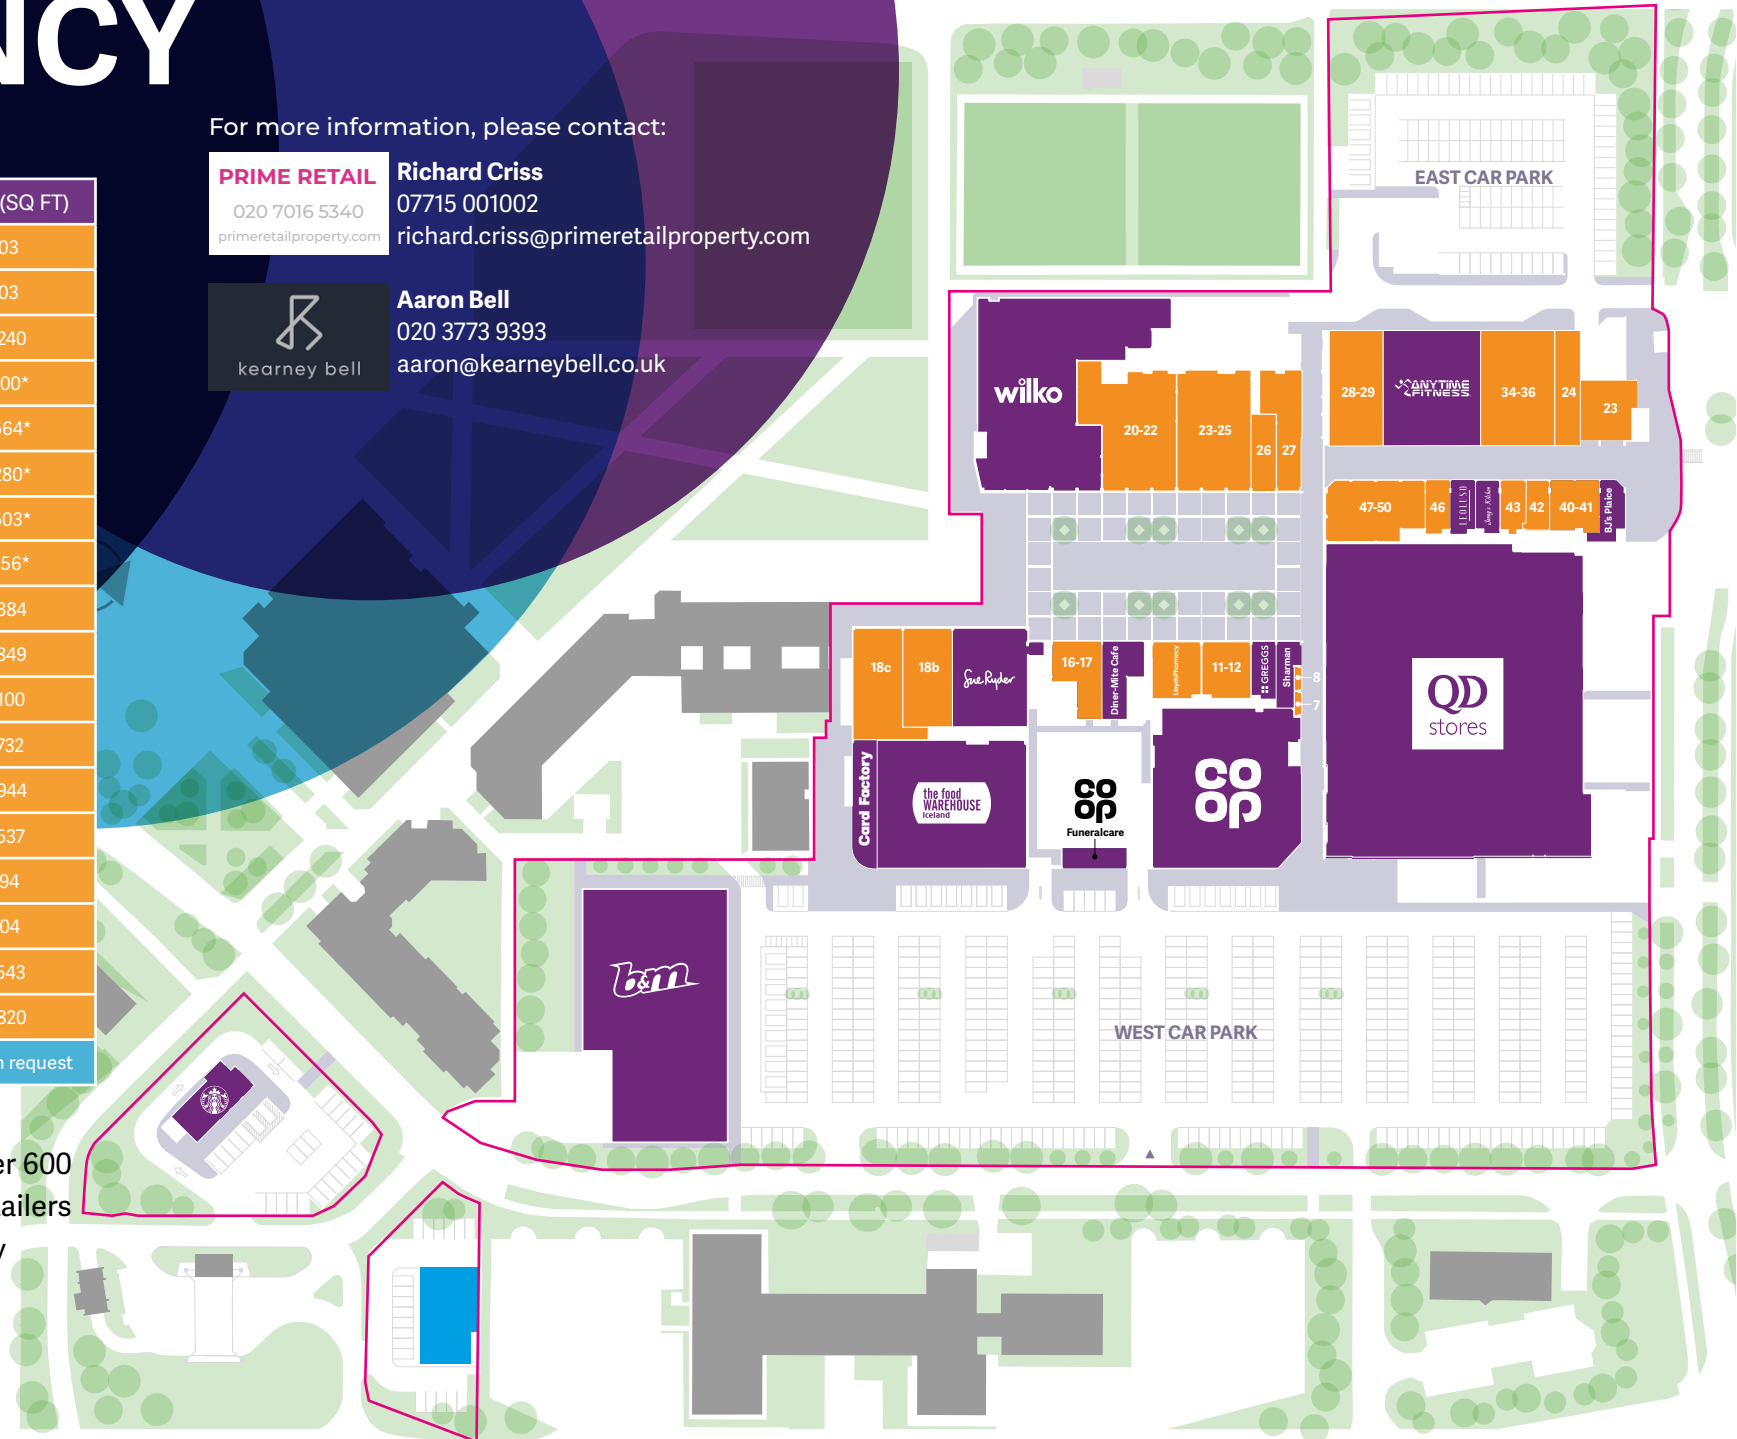 NCY
For more information, please contact:
PRIME RETAIL
020 7016 5340
primeretailproperty.com
Richard Criss
07715 001002
richard.criss@primeretailproperty.com
kearney bell
Aaron Bell
020 3773 9393
aaron@kearneybell.co.uk
(SQ FT)
03
03
240
00*
564*
280*
503*
56*
384
349
100
732
944
537
94
04
543
820
n request
er 600
ailers
y
EAST CAR PARK
wilko
20-22
23-25
26
27
28-29
ANYTIME
FITNESS
34-36
24
23
47-50
46
43
42
40-41
BJ's Plaice
18c
18b
Sue Ryder
16-17
Diner-Mite Cafe
LloydsPharmacy
11-12
GREGGS
Sharman
8
7
QD
stores
Card Factory
the food
WAREHOUSE
Iceland
co
op
Funeralcare
co
op
b&m
WEST CAR PARK